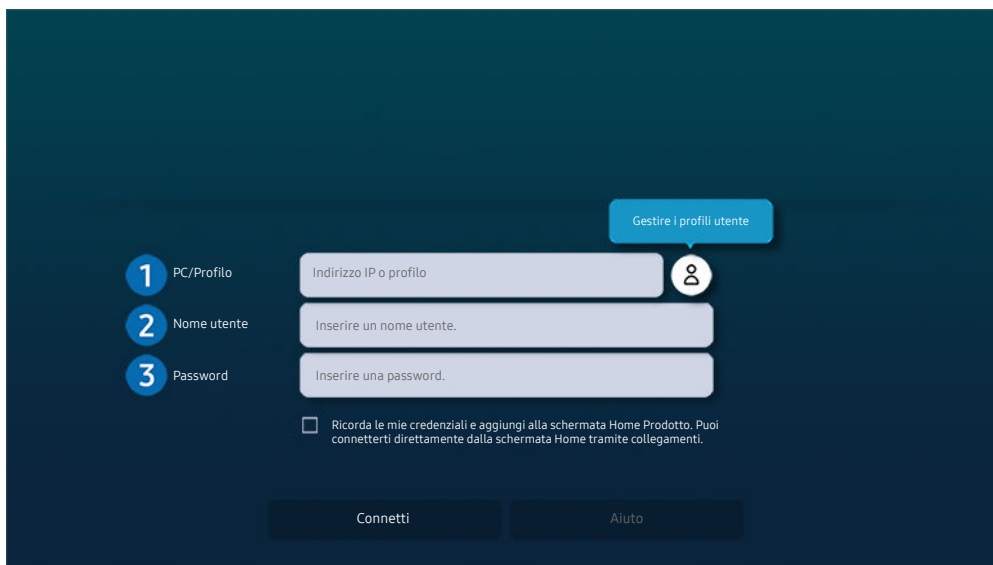 Gestire i profili utente
1 PC/Profilo Indirizzo IP o profilo
2 Nome utente Inserire un nome utente.
3 Password Inserire una password.
Ricorda le mie credenziali e aggiungi alla schermata Home Prodotto. Puoi
connetterti direttamente dalla schermata Home tramite collegamenti.
Connetti Aiuto